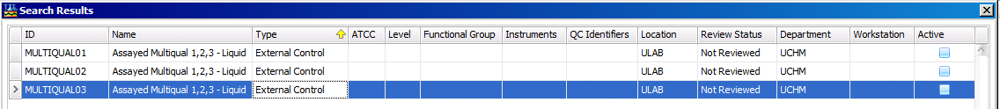 Search Results
ID Name Type ATCC Level Functional Group Instruments QC Identifiers Location Review Status Department Workstation Active
MULTIQUAL01 Assayed Multiqual 1,2,3 - Liquid External Control ULAB Not Reviewed UCHM
MULTIQUAL02 Assayed Multiqual 1,2,3 - Liquid External Control ULAB Not Reviewed UCHM
MULTIQUAL03 Assayed Multiqual 1,2,3 - Liquid External Control ULAB Not Reviewed UCHM